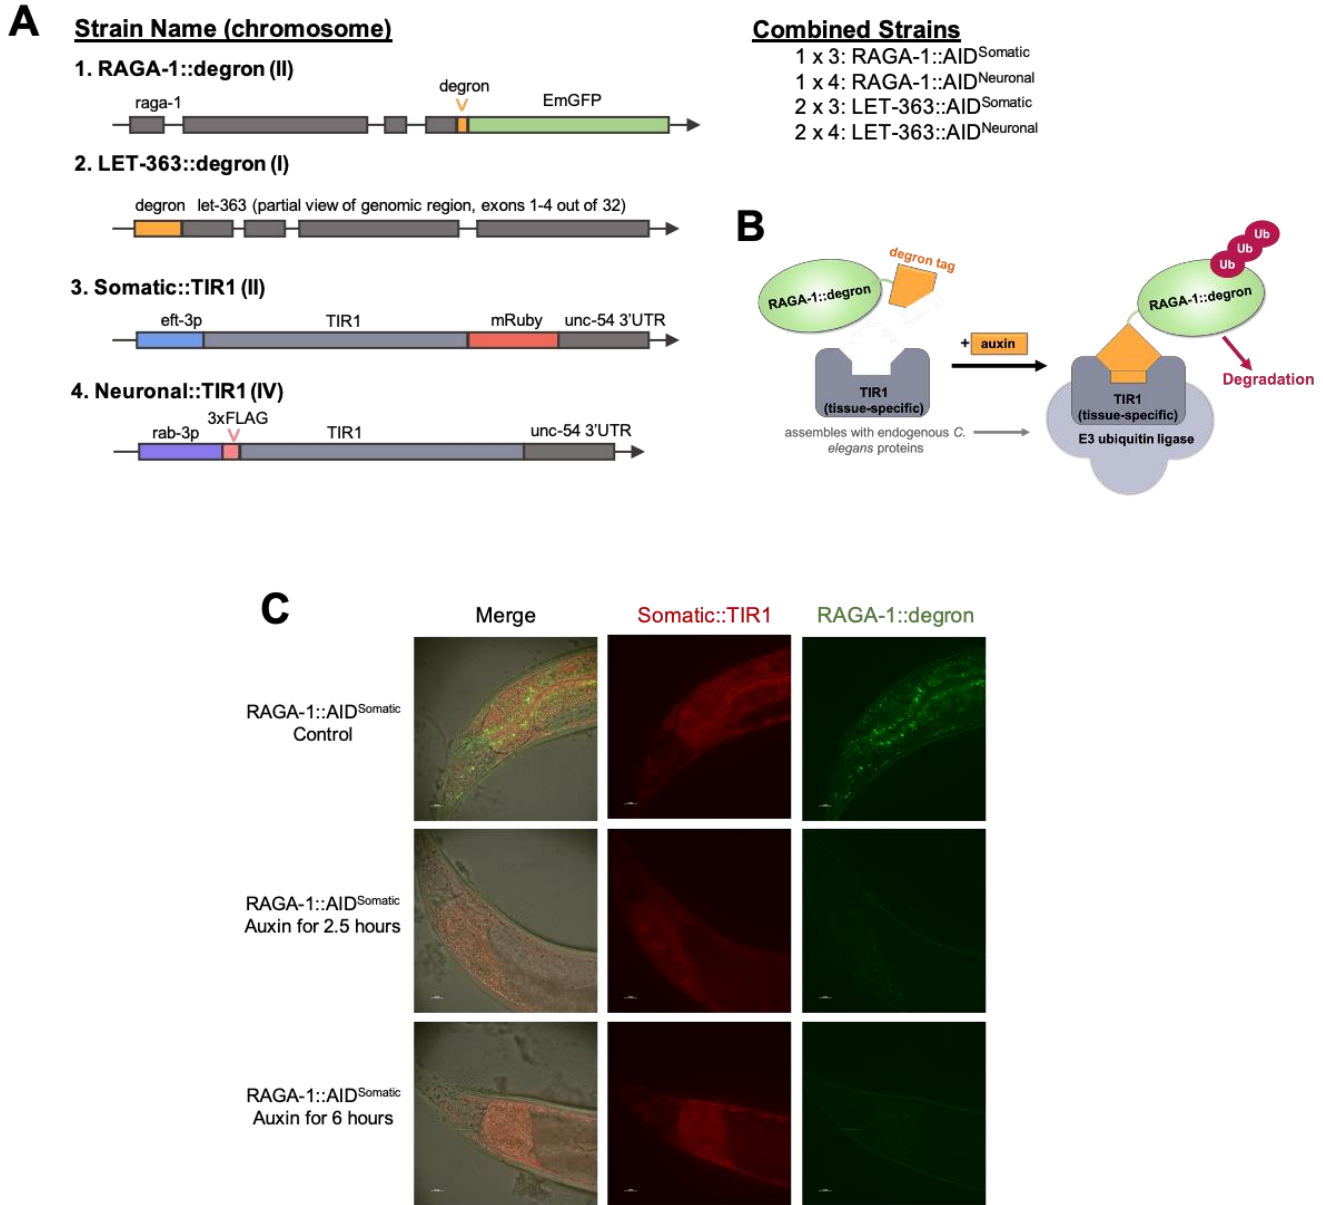 A
Strain Name (chromosome)
1. RAGA-1::degron (II)
raga-1
degron
EmGFP
2. LET-363::degron (I)
degron let-363 (partial view of genomic region, exons 1-4 out of 32)
3. Somatic::TIR1 (II)
eft-3p TIR1 mRuby unc-54 3'UTR
4. Neuronal::TIR1 (IV)
3xFLAG
rab-3p TIR1 unc-54 3'UTR
Combined Strains
1 x 3: RAGA-1::AIDSomatic
1 x 4: RAGA-1::AIDNeuronal
2 x 3: LET-363::AIDSomatic
2 x 4: LET-363::AIDNeuronal
B
degron tag
RAGA-1::degron
TIR1
(tissue-specific)
assembles with endogenous C.
elegans proteins
+ auxin
Ub
Ub
Ub
RAGA-1::degron
Degradation
TIR1
(tissue-specific)
E3 ubiquitin ligase
C
Merge Somatic::TIR1 RAGA-1::degron
RAGA-1::AIDSomatic
Control
RAGA-1::AIDSomatic
Auxin for 2.5 hours
RAGA-1::AIDSomatic
Auxin for 6 hours